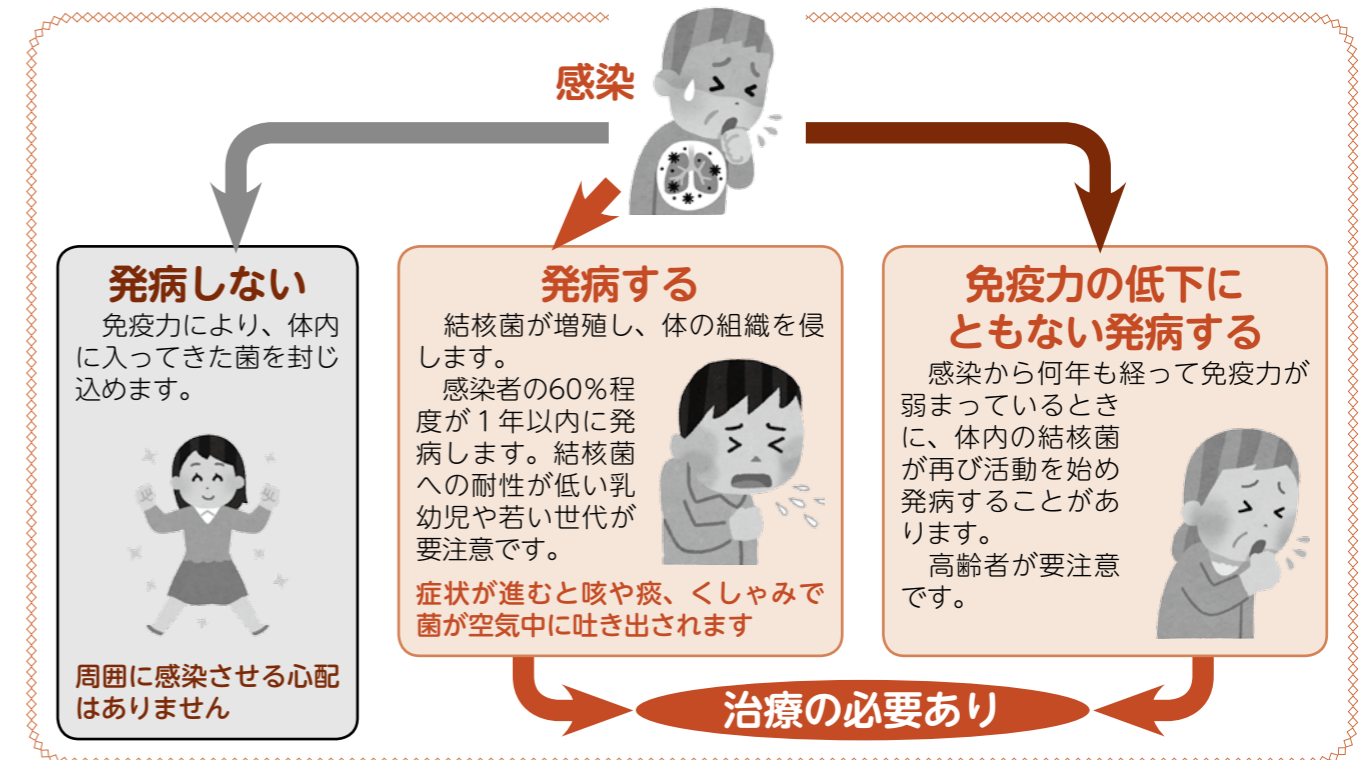 感染
発病しない
免疫力により、体内
に入ってきた菌を封じ
込めます。
周囲に感染させる心配
はありません
発病する
結核菌が増殖し、体の組織を侵
します。
感染者の60%程
度が１年以内に発
病します。結核菌
への耐性が低い乳
幼児や若い世代が
要注意です。
症状が進むと咳や痰、くしゃみで
菌が空気中に吐き出されます
免疫力の低下に
ともない発病する
感染から何年も経って免疫力が
弱まっているとき
に、体内の結核菌
が再び活動を始め
発病することがあ
ります。
高齢者が要注意
です。
治療の必要あり